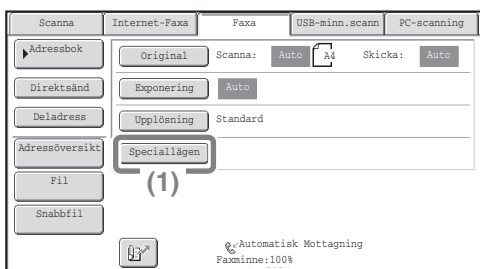 Scanna Internet-Faxa Faxa USB-minn.scann PC-scanning
Adressbok
Original Scanna: Auto A4 Skicka: Auto
Direktsänd
Exponering Auto
Deladress
Upplösning Standard
Adressöversikt
Speciallägen
(1)
Fil
Snabbfil
Automatisk Mottagning
Faxminne:100%